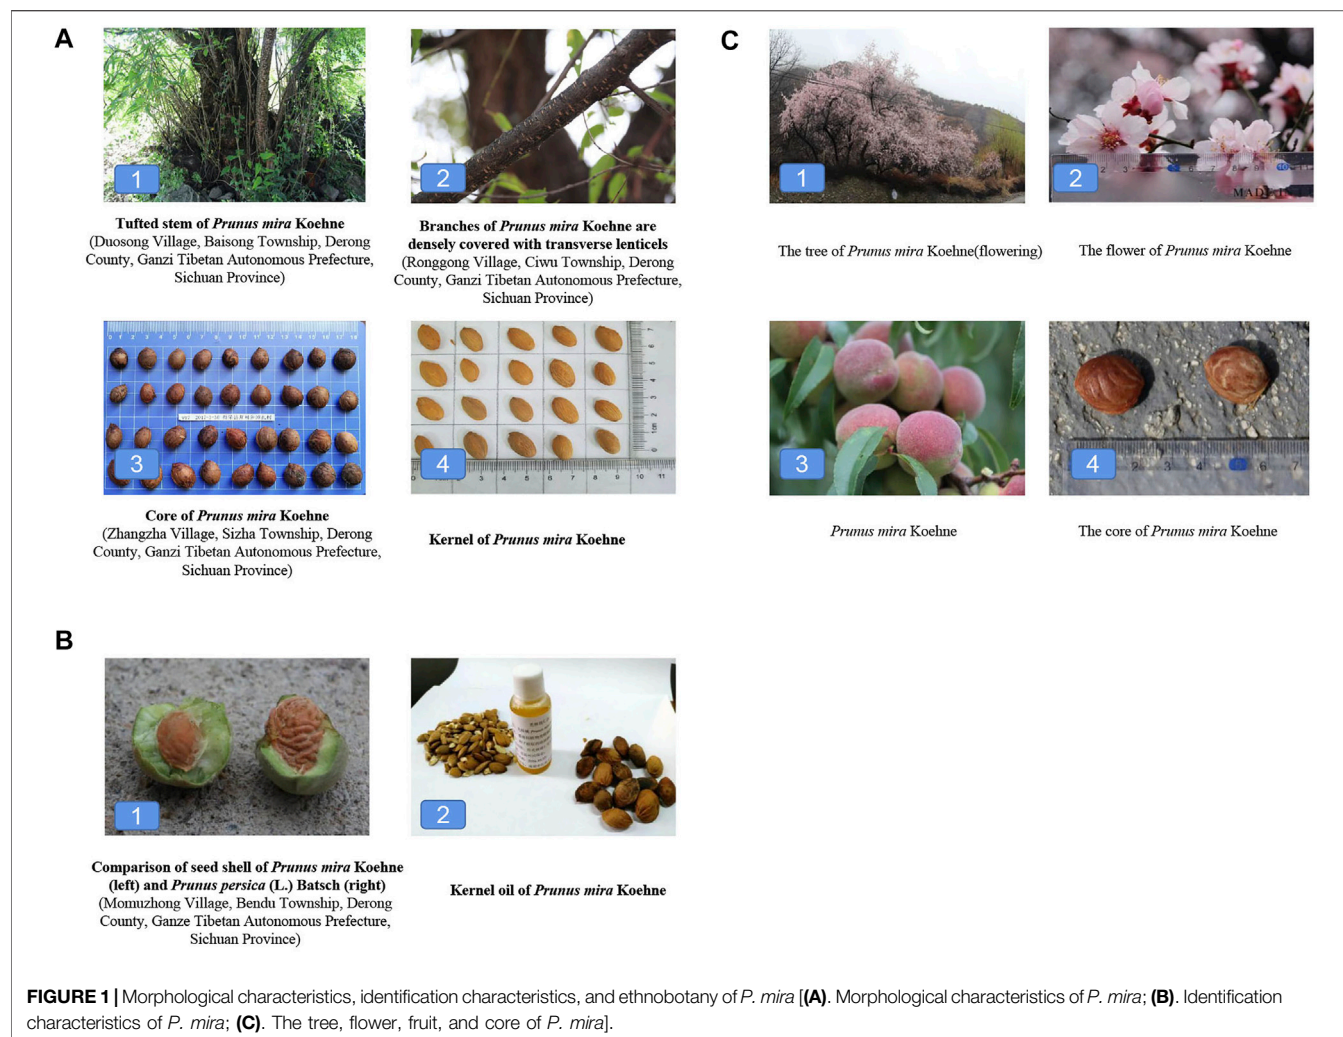 A
1
2
Tufted stem of Prunus mira Koehne
(Duosong Village, Baisong Township, Derong
County, Ganzi Tibetan Autonomous Prefecture,
Sichuan Province)
Branches of Prunus mira Koehne are
densely covered with transverse lenticels
(Ronggong Village, Ciwu Township, Derong
County, Ganzi Tibetan Autonomous Prefecture,
Sichuan Province)
3
4
Core of Prunus mira Koehne
(Zhangzha Village, Sizha Township, Derong
County, Ganzi Tibetan Autonomous Prefecture,
Sichuan Province)
Kernel of Prunus mira Koehne
C
1
2
MADE IN
The tree of Prunus mira Koehne(flowering)
The flower of Prunus mira Koehne
3
4
2 3 4 6 7
Prunus mira Koehne
The core of Prunus mira Koehne
B
1
2
Comparison of seed shell of Prunus mira Koehne
(left) and Prunus persica (L.) Batsch (right)
(Momuzhong Village, Bendu Township, Derong
County, Ganze Tibetan Autonomous Prefecture,
Sichuan Province)
Kernel oil of Prunus mira Koehne
FIGURE 1 | Morphological characteristics, identification characteristics, and ethnobotany of P. mira [(A). Morphological characteristics of P. mira; (B). Identification
characteristics of P. mira; (C). The tree, flower, fruit, and core of P. mira].